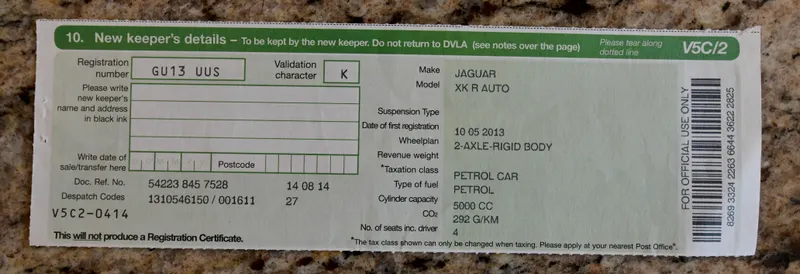 10. New keeper's details – To be kept by the new keeper. Do not return to DVLA (see notes over the page)
Please tear along
dotted line
V5C/2
Registration
number
GU13 UUS
Validation
character
K
Please write
new keeper's
name and address
in black ink
Write date of
sale/transfer here
Postcode
Doc. Ref. No.
54223 845 7528
14 08 14
Despatch Codes
1310546150 / 001611
27
V5C2-0414
This will not produce a Registration Certificate.
Make
JAGUAR
Model
XK R AUTO
Suspension Type
Date of first registration
10 05 2013
Wheelplan
2-AXLE-RIGID BODY
Revenue weight
*Taxation class
PETROL CAR
Type of fuel
PETROL
Cylinder capacity
5000 CC
CO2
292 G/KM
No. of seats inc. driver
4
*The tax class shown can only be changed when taxing. Please apply at your nearest Post Office®.
FOR OFFICIAL USE ONLY
8269 3324 2263 6644 3622 2825